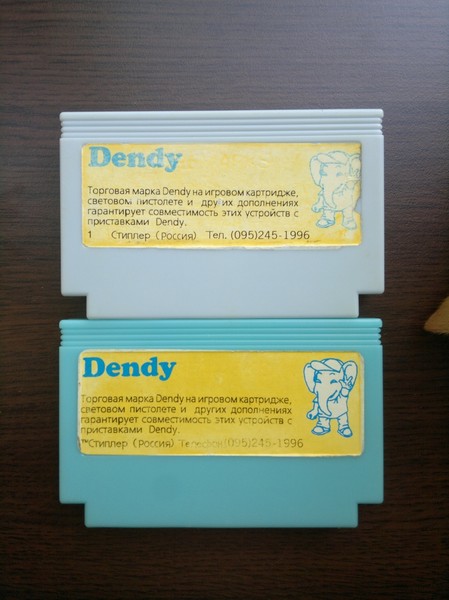 Dendy
Торговая марка Dendy на игровом картридже,
световом пистолете и других дополнениях
гарантирует совместимость этих устройств с
приставками Dendy.
1 Стиплер (Россия) Тел. (095)245-1996
Dendy
Торговая марка Dendy на игровом картридже,
световом пистолете и других дополнениях
гарантирует совместимость этих устройств с
приставками Dendy.
™Стиплер (Россия) Телефон (095)245-1996